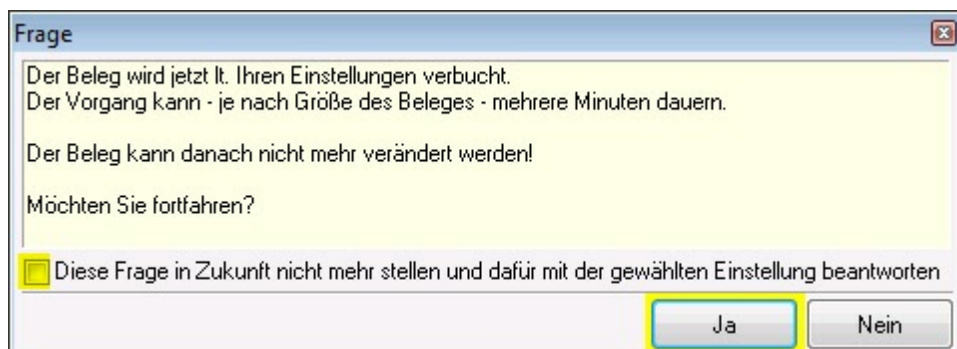 Frage
Der Beleg wird jetzt lt. Ihren Einstellungen verbucht.
Der Vorgang kann - je nach Größe des Beleges - mehrere Minuten dauern.
Der Beleg kann danach nicht mehr verändert werden!
Möchten Sie fortfahren?
Diese Frage in Zukunft nicht mehr stellen und dafür mit der gewählten Einstellung beantworten
Ja Nein